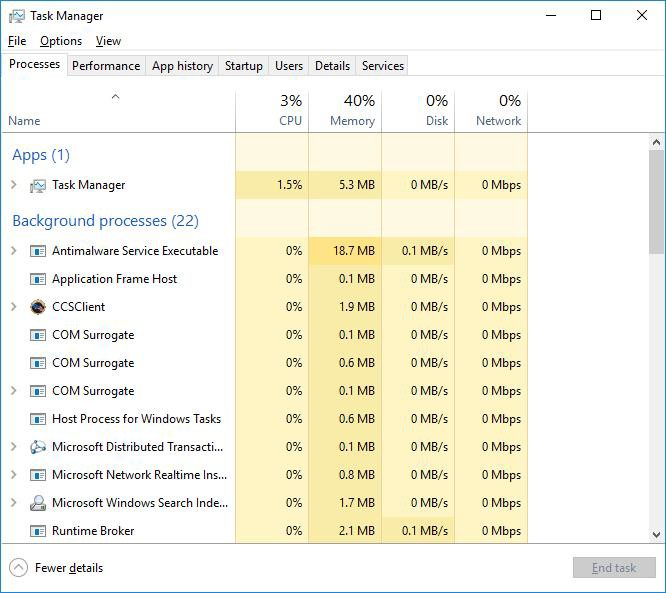 Task Manager
File Options View
Processes Performance App history Startup Users Details Services
3% 40% 0% 0%
Name CPU Memory Disk Network
Apps (1)
Task Manager 1.5% 5.3 MB 0 MB/s 0 Mbps
Background processes (22)
Antimalware Service Executable 0% 18.7 MB 0.1 MB/s 0 Mbps
Application Frame Host 0% 0.1 MB 0 MB/s 0 Mbps
CCSClient 0% 1.9 MB 0 MB/s 0 Mbps
COM Surrogate 0% 0.1 MB 0 MB/s 0 Mbps
COM Surrogate 0% 0.6 MB 0 MB/s 0 Mbps
COM Surrogate 0% 0.1 MB 0 MB/s 0 Mbps
Host Process for Windows Tasks 0% 0.6 MB 0 MB/s 0 Mbps
Microsoft Distributed Transacti... 0% 0.1 MB 0 MB/s 0 Mbps
Microsoft Network Realtime Ins... 0% 0.8 MB 0 MB/s 0 Mbps
Microsoft Windows Search Inde... 0% 1.7 MB 0 MB/s 0 Mbps
Runtime Broker 0% 2.1 MB 0.1 MB/s 0 Mbps
Fewer details End task